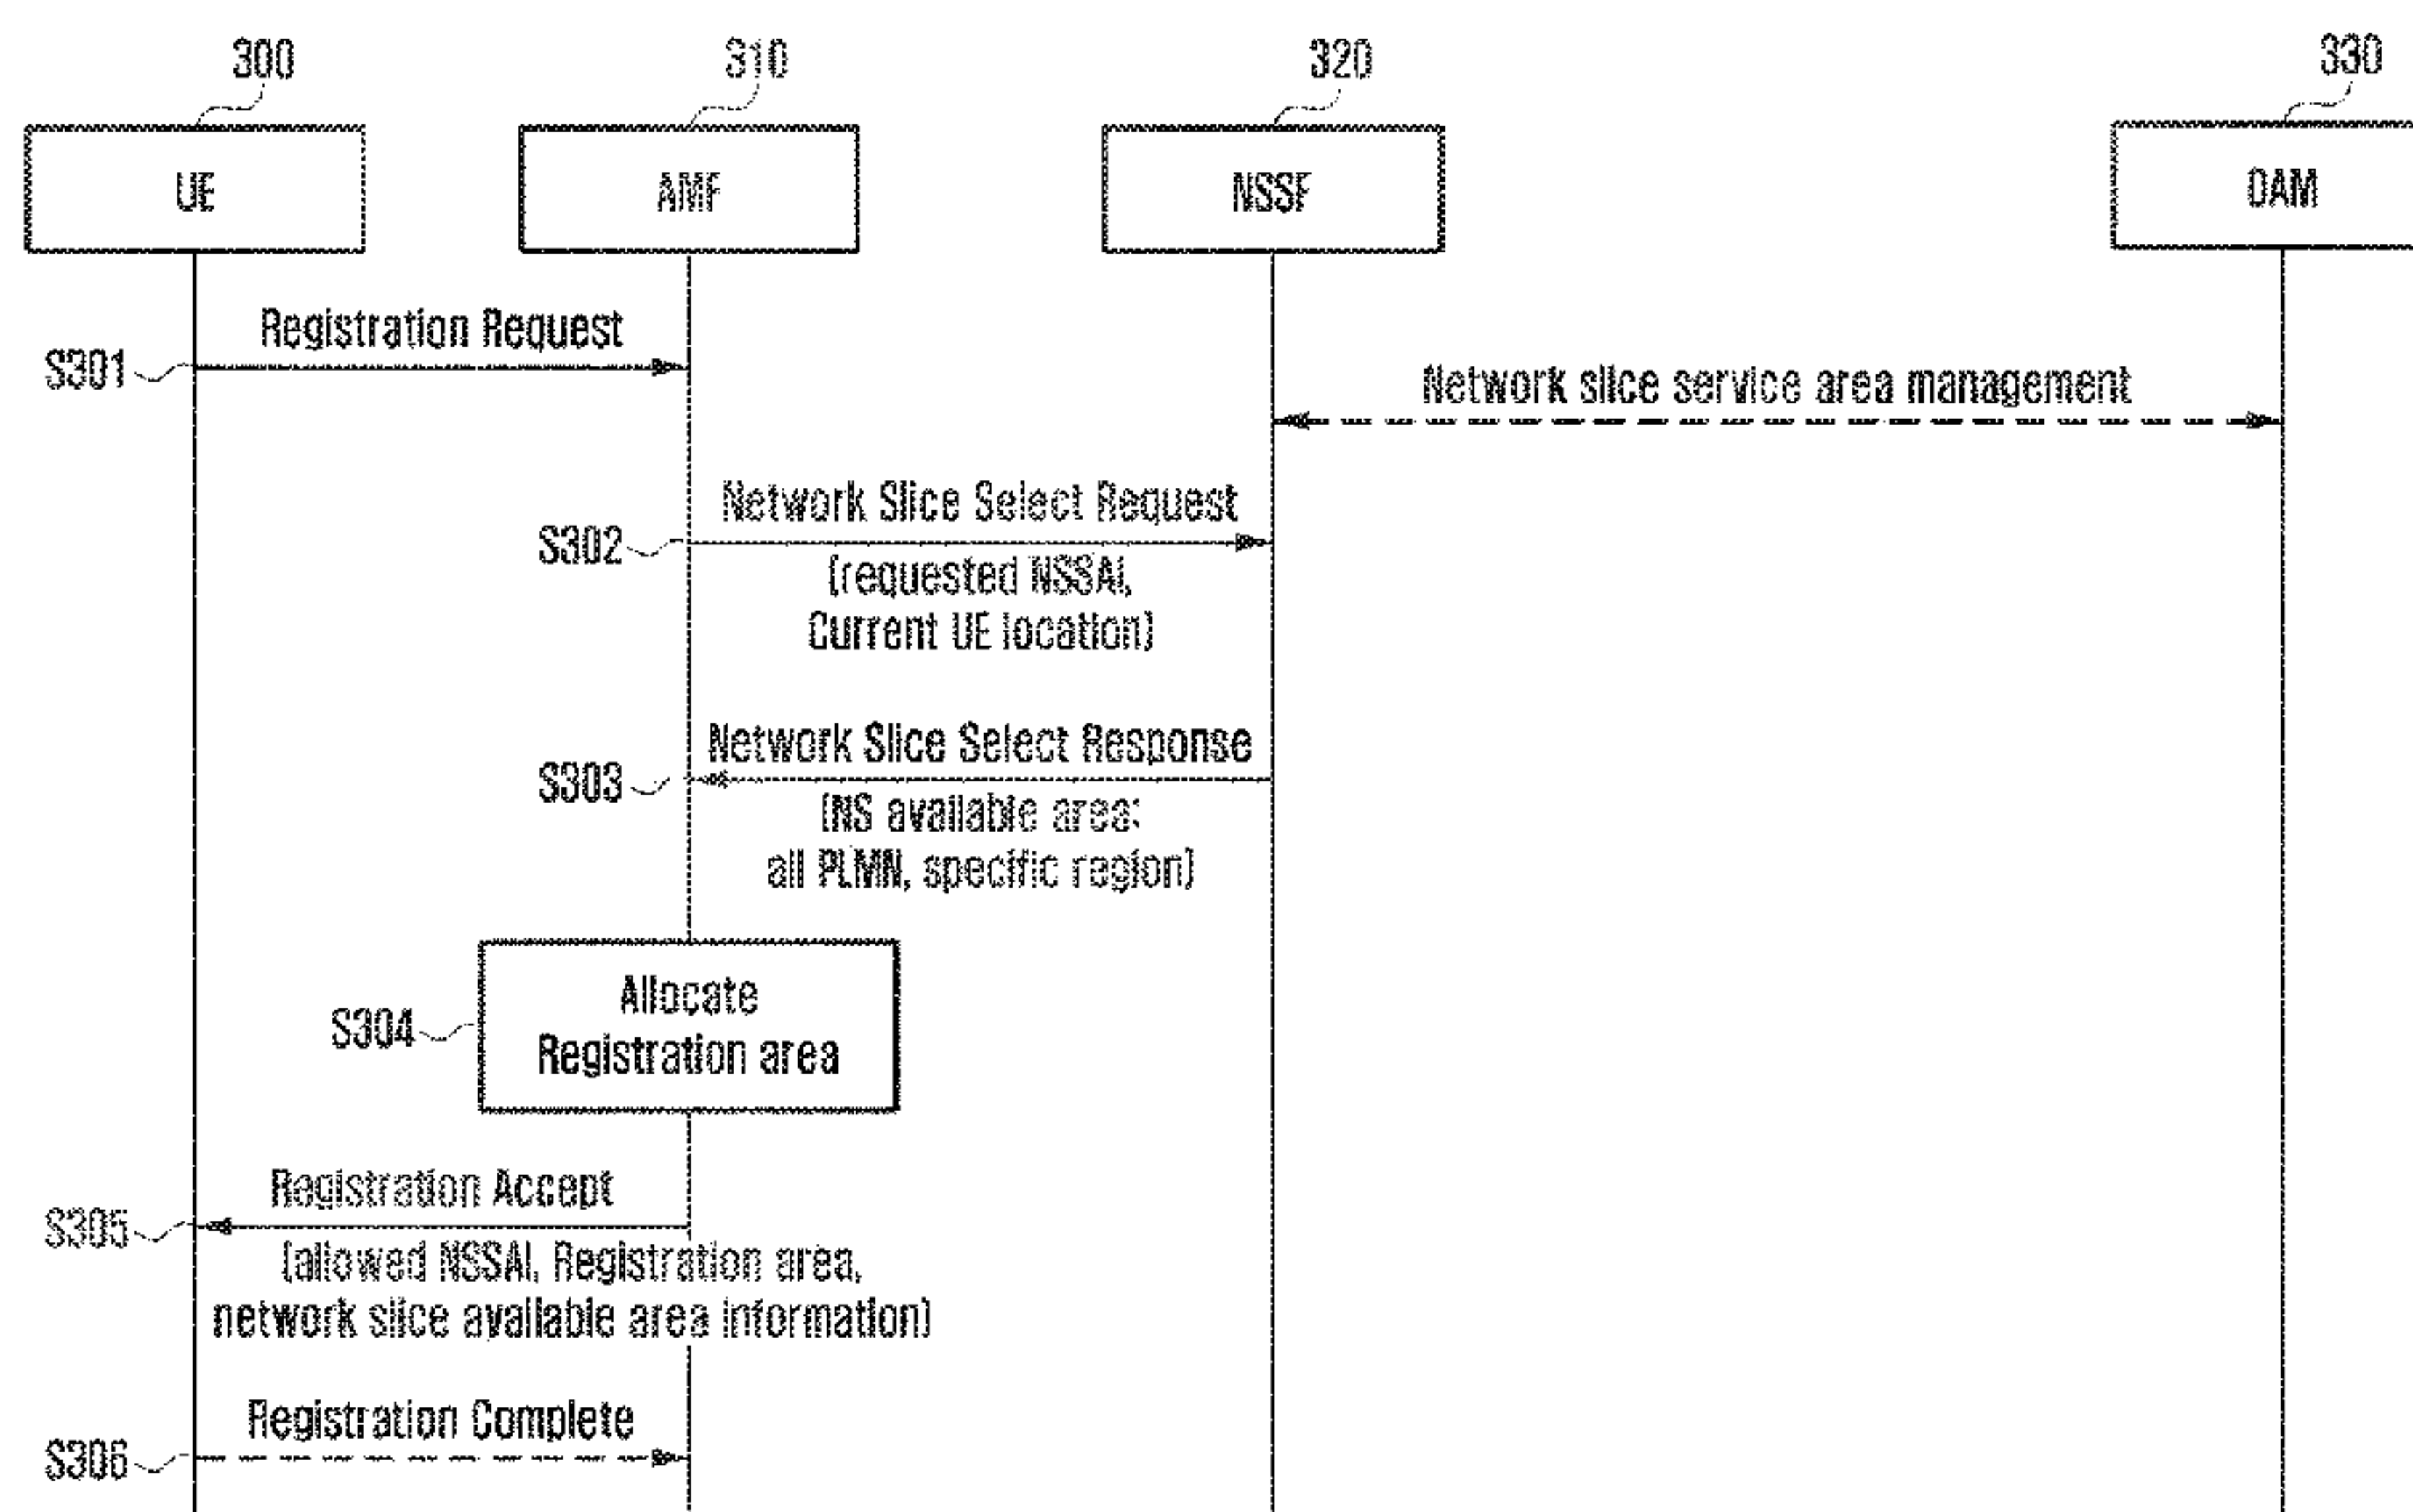 300
310
320
330
UE
AMF
NSSF
OAM
Registration Request
S301
Network slice service area management
Network Slice Select Request
S302
(requested NSSAI,
Current UE location)
Network Slice Select Response
S303
(NS available area:
all PLMN, specific region)
Allocate
Registration area
S304
Registration Accept
S305
(allowed NSSAI, Registration area,
network slice available area information)
Registration Complete
S306